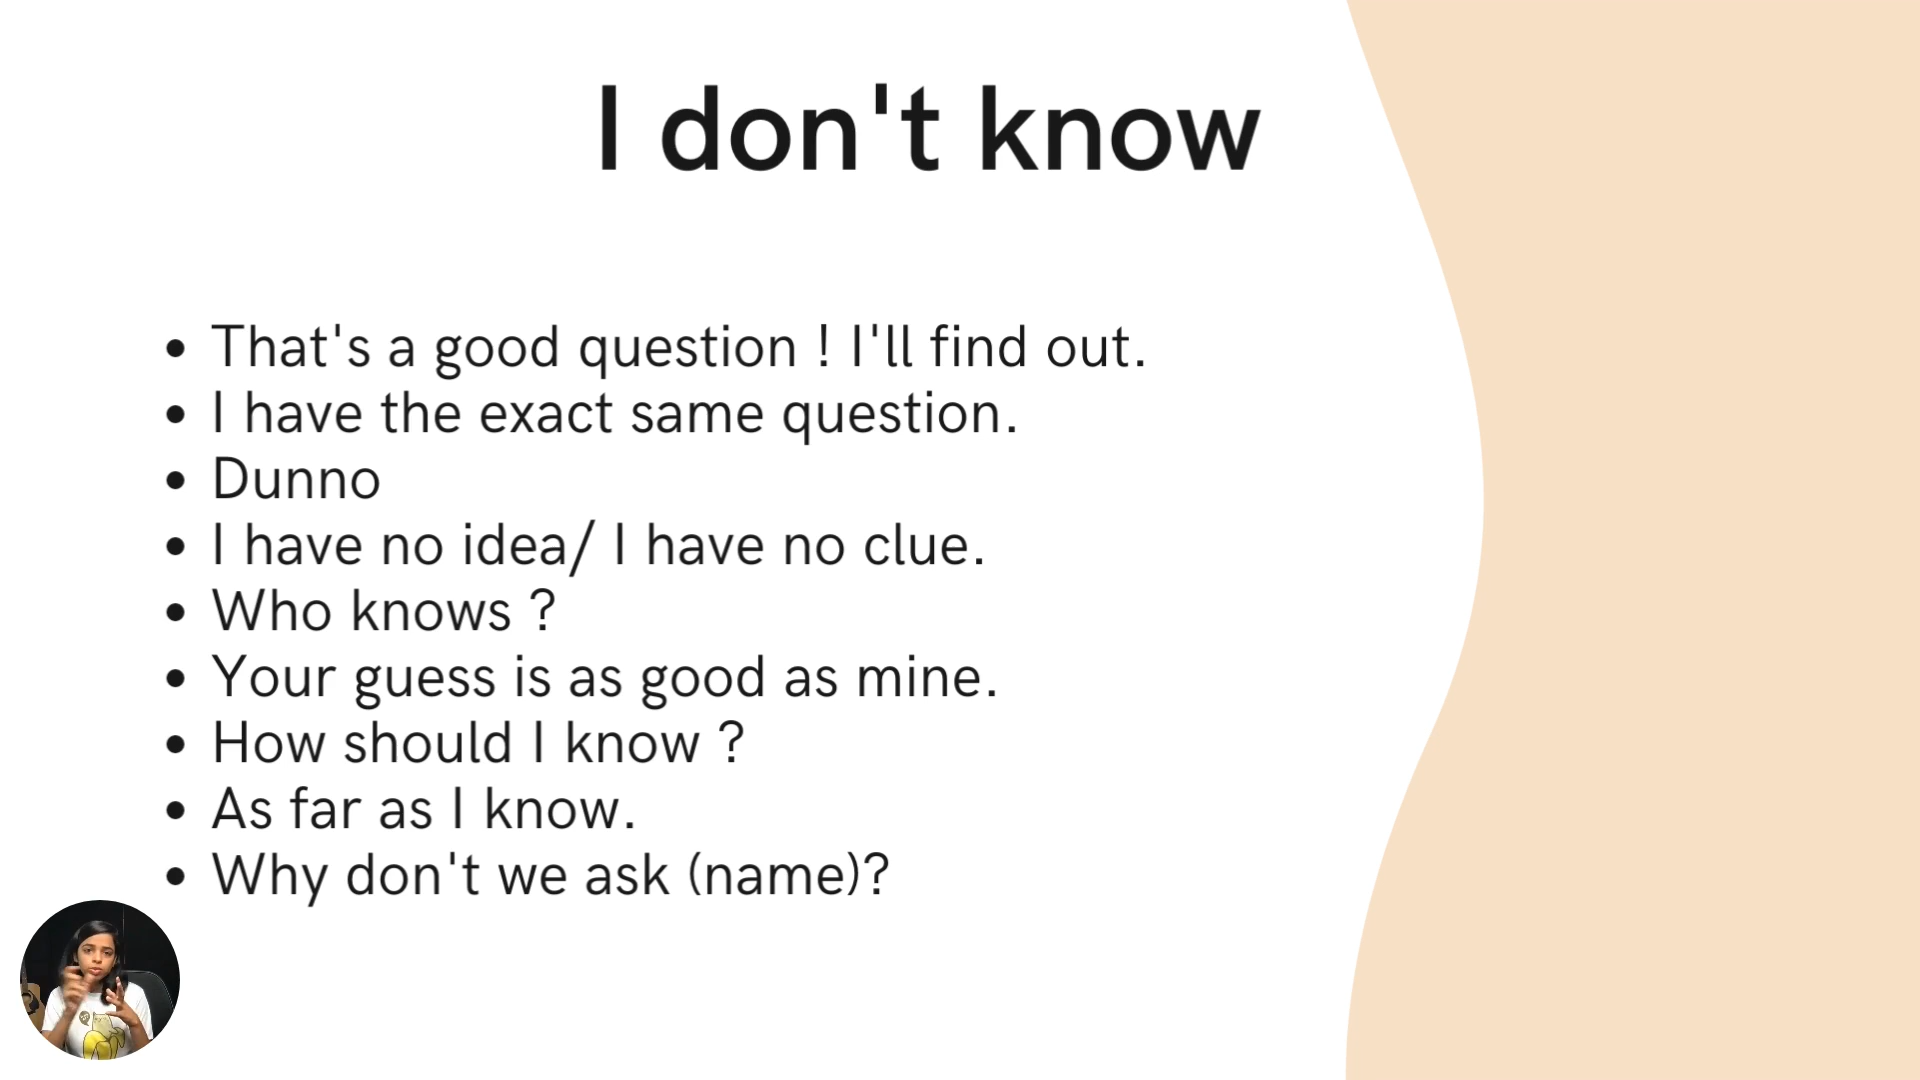 I don't know
• That's a good question ! I'll find out.
• I have the exact same question.
• Dunno
• I have no idea/ I have no clue.
• Who knows ?
• Your guess is as good as mine.
• How should I know ?
• As far as I know.
• Why don't we ask (name)?